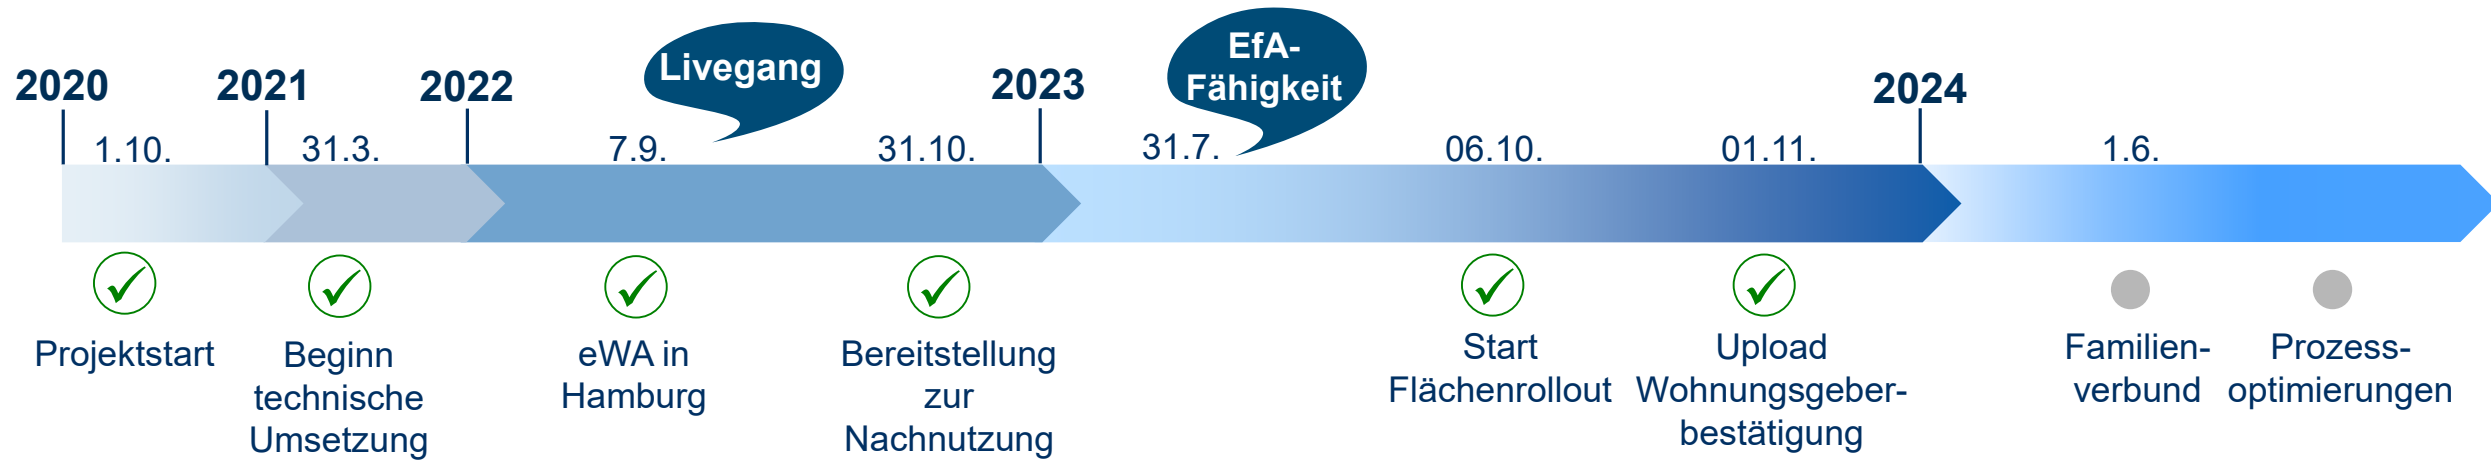 Livegang
EfA-
Fähigkeit
2020
2021
2022
2023
2024
1.10.
31.3.
7.9.
31.10.
31.7.
06.10.
01.11.
1.6.
Projektstart
Beginn
technische
Umsetzung
eWA in
Hamburg
Bereitstellung
zur
Nachnutzung
Start
Flächenrollout
Upload
Wohnungsgeber-
bestätigung
Familien-
verbund
Prozess-
optimierungen